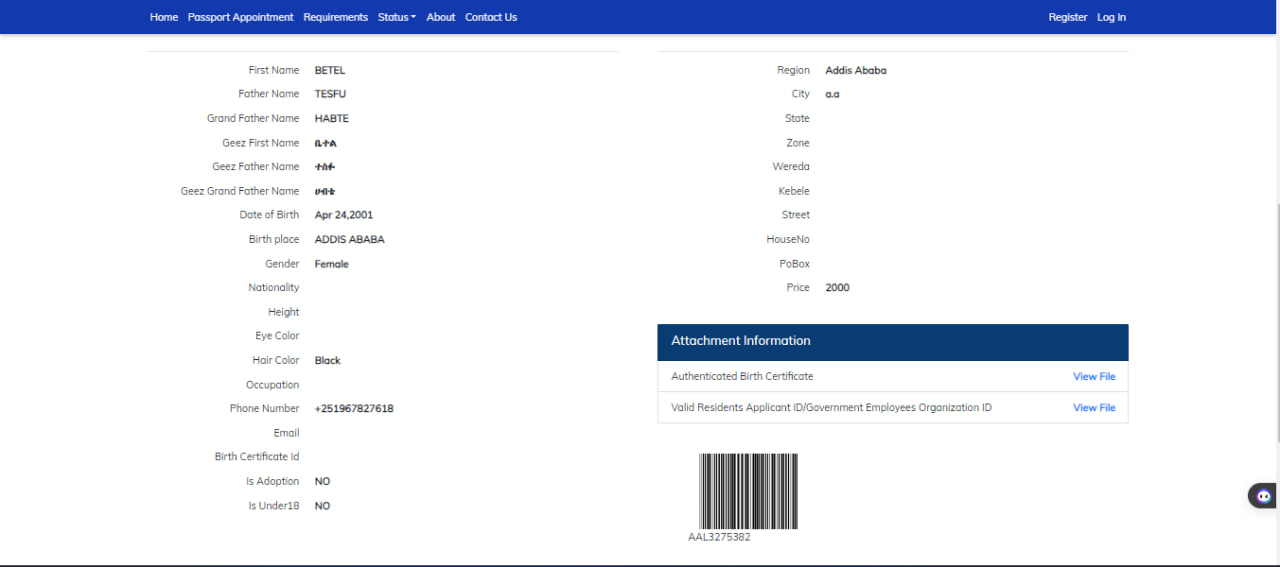 Home Passport Appointment Requirements Status About Contact Us Register Log In
First Name BETEL
Father Name TESFU
Grand Father Name HABTE
Geez First Name ቤተል
Geez Father Name ተስፉ
Geez Grand Father Name ሀብቴ
Date of Birth Apr 24,2001
Birth place ADDIS ABABA
Gender Female
Nationality
Height
Eye Color
Hair Color Black
Occupation
Phone Number +251967827618
Email
Birth Certificate Id
Is Adoption NO
Is Under18 NO
Region Addis Ababa
City a.a
State
Zone
Wereda
Kebele
Street
HouseNo
PoBox
Price 2000
Attachment Information
Authenticated Birth Certificate View File
Valid Residents Applicant ID/Government Employees Organization ID View File
AAL3275382